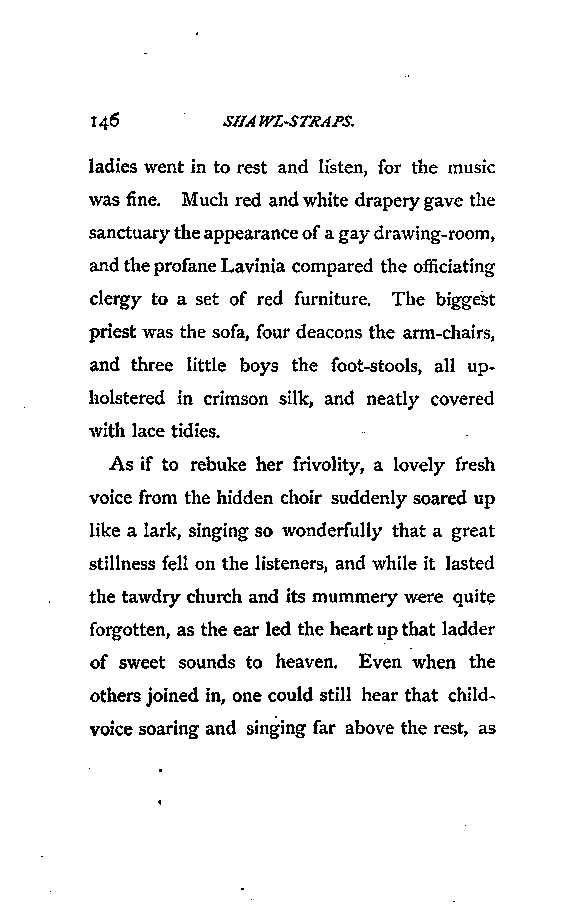 146 SHAWL-STRAPS.
ladies went in to rest and listen, for the music
was fine. Much red and white drapery gave the
sanctuary the appearance of a gay drawing-room,
and the profane Lavinia compared the officiating
clergy to a set of red furniture. The biggest
priest was the sofa, four deacons the arm-chairs,
and three little boys the foot-stools, all up-
holstered in crimson silk, and neatly covered
with lace tidies.
As if to rebuke her frivolity, a lovely fresh
voice from the hidden choir suddenly soared up
like a lark, singing so wonderfully that a great
stillness fell on the listeners, and while it lasted
the tawdry church and its mummery were quite
forgotten, as the ear led the heart up that ladder
of sweet sounds to heaven. Even when the
others joined in, one could still hear that child-
voice soaring and singing far above the rest, as